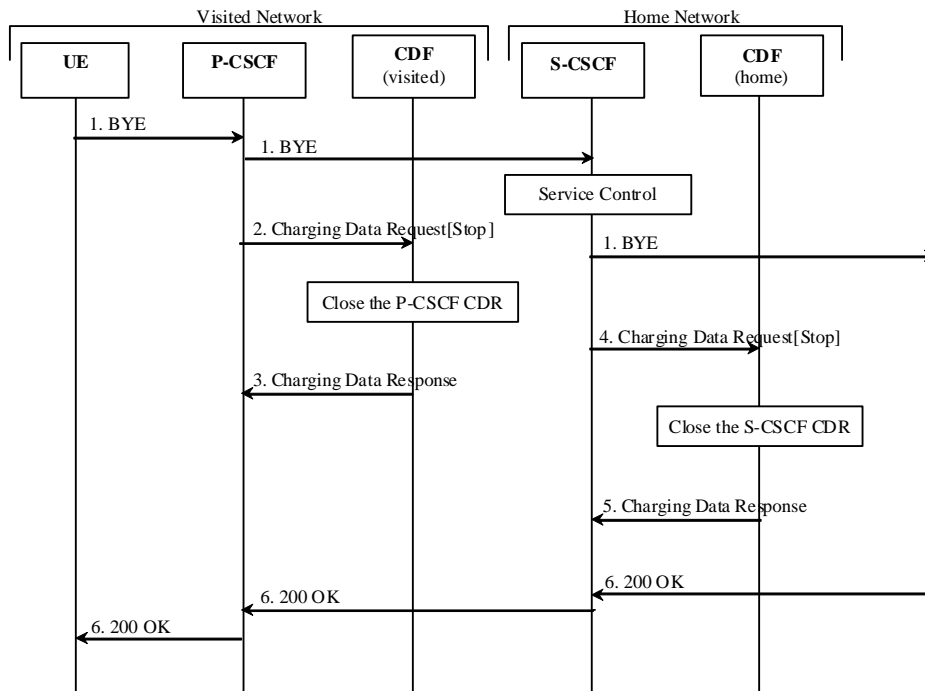 Visited Network
Home Network
UE
P-CSCF
CDF
(visited)
S-CSCF
CDF
(home)
1. BYE
1. BYE
Service Control
2. Charging Data Request[Stop]
1. BYE
Close the P-CSCF CDR
4. Charging Data Request[Stop]
3. Charging Data Response
Close the S-CSCF CDR
5. Charging Data Response
6. 200 OK
6. 200 OK
6. 200 OK